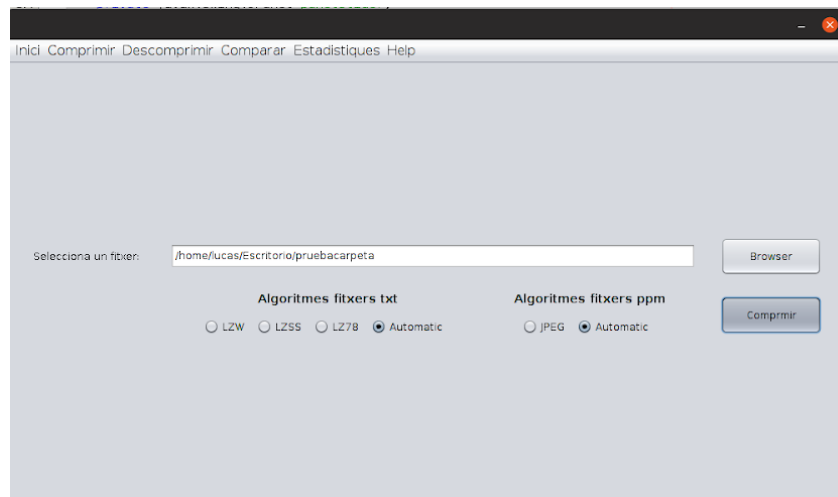 Inici Comprimir Descomprimir Comparar Estadistiques Help
Selecciona un fitxer: /home/lucas/Escritorio/pruebacarpeta Browser
Algoritmes fitxers txt Algoritmes fitxers ppm
LZW LZSS LZ78 Automatic JPEG Automatic
Comprmir